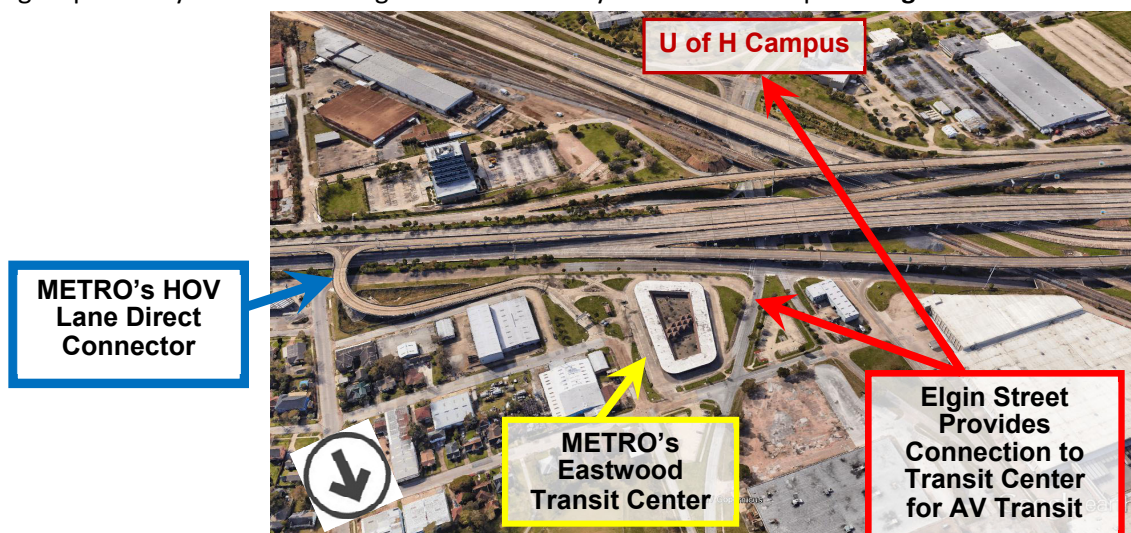 U of H Campus
METRO's HOV
Lane Direct
Connector
METRO's
Eastwood
Transit Center
Elgin Street
Provides
Connection to
Transit Center
for AV Transit